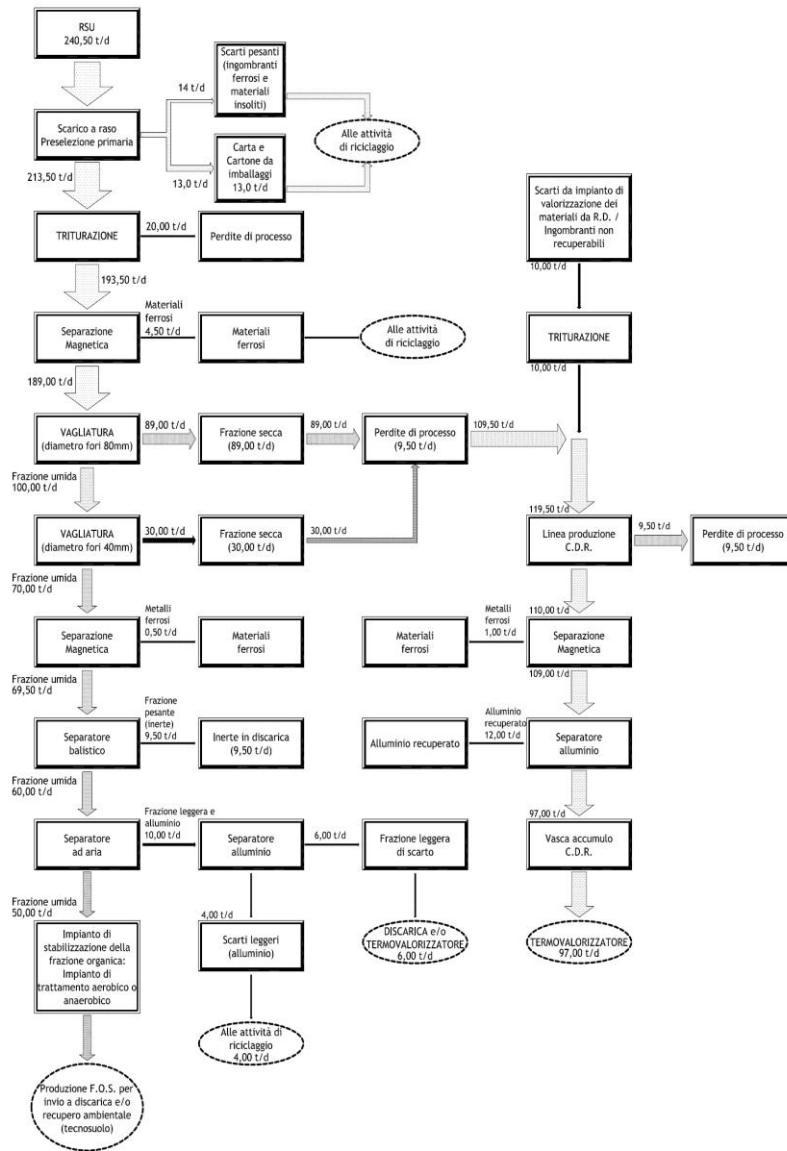 RSU
240,50 t/d
14 t/d
Scarti pesanti
(ingombranti
ferrosi e
materiali
insoliti)
Scarico a raso
Preselezione primaria
Alle attività
di riciclaggio
213,50 t/d
13,0 t/d
Carta e
Cartone da
imballaggi
13,0 t/d
Scarti da impianto di
valorizzazione dei
materiali da R.D. /
Ingombranti non
recuperabili
10,00 t/d
TRITURAZIONE
20,00 t/d
Perdite di processo
193,50 t/d
Separazione
Magnetica
Materiali
ferrosi
4,50 t/d
Materiali
ferrosi
Alle attività
di riciclaggio
TRITURAZIONE
10,00 t/d
189,00 t/d
VAGLIATURA
(diametro fori 80mm)
89,00 t/d
Frazione secca
(89,00 t/d)
89,00 t/d
Perdite di processo
(9,50 t/d)
109,50 t/d
Frazione umida
100,00 t/d
VAGLIATURA
(diametro fori 40mm)
30,00 t/d
Frazione secca
(30,00 t/d)
30,00 t/d
119,50 t/d
Linea produzione
C.D.R.
9,50 t/d
Perdite di processo
(9,50 t/d)
Frazione umida
70,00 t/d
Separazione
Magnetica
Metalli
ferrosi
0,50 t/d
Materiali
ferrosi
Materiali
ferrosi
Metalli
ferrosi
1,00 t/d
110,00 t/d
Separazione
Magnetica
109,00 t/d
Frazione umida
69,50 t/d
Separatore
balistico
Frazione
pesante
(inerte)
9,50 t/d
Inerte in discarica
(9,50 t/d)
Alluminio recuperato
Alluminio
recuperato
12,00 t/d
Separatore
alluminio
Frazione umida
60,00 t/d
Separatore
ad aria
Frazione leggera e
alluminio
10,00 t/d
Separatore
alluminio
6,00 t/d
Frazione leggera
di scarto
97,00 t/d
Vasca accumulo
C.D.R.
Frazione umida
50,00 t/d
Impianto di
stabilizzazione della
frazione organica:
Impianto di
trattamento aerobico o
anaerobico
4,00 t/d
Scarti leggeri
(alluminio)
DISCARICA e/o
TERMOVALORIZZATORE
6,00 t/d
TERMOVALORIZZATORE
97,00 t/d
Alle attività di
riciclaggio
4,00 t/d
Produzione F.O.S. per
invio a discarica e/o
recupero ambientale
(tecnosuolo)